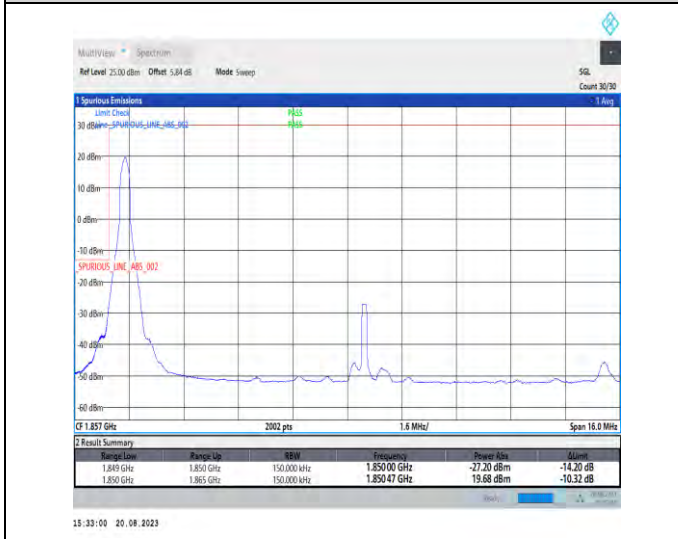 MultiView Spectrum
Ref Level 25.00 dBm Offset 5.84 dB Mode Sweep SGL
Count 30/30
1 Spurious Emissions 1 Avg
Limit Check PASS
30 dBm Line _SPURIOUS_LINE_ABS_002 PASS
20 dBm
10 dBm
0 dBm
-10 dBm
_SPURIOUS_LINE_ABS_002
-20 dBm
-30 dBm
-40 dBm
-50 dBm
-60 dBm
CF 1.857 GHz 2002 pts 1.6 MHz/ Span 16.0 MHz
2 Result Summary
Range Low Range Up RBW Frequency Power Abs ΔLimit
1.849 GHz 1.850 GHz 150.000 kHz 1.85000 GHz -27.20 dBm -14.20 dB
1.850 GHz 1.865 GHz 150.000 kHz 1.85047 GHz 19.68 dBm -10.32 dB
15:33:00 20.08.2023